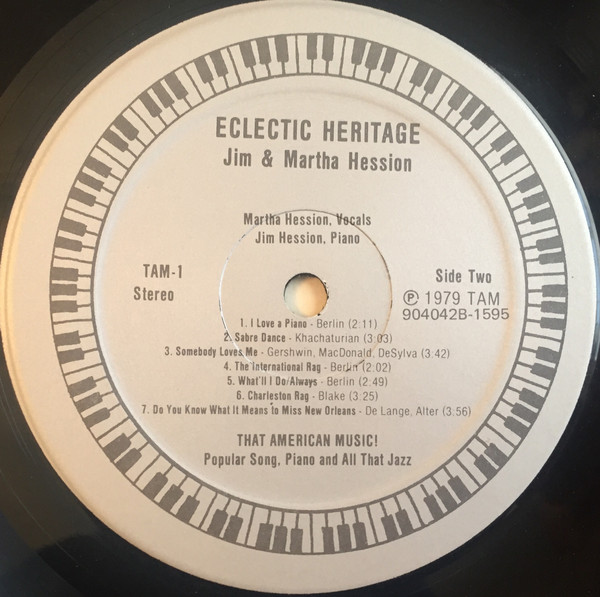 ECLECTIC HERITAGE
Jim & Martha Hession
Martha Hession, Vocals
Jim Hession, Piano
TAM-1
Stereo
Side Two
Ⓟ 1979 TAM
904042B-1595
1. I Love a Piano - Berlin (2:11)
2. Sabre Dance - Khachaturian (3:03)
3. Somebody Loves Me - Gershwin, MacDonald, DeSylva (3:42)
4. The International Rag - Berlin (2.02)
5. What'll I Do/Always - Berlin (2.49)
6. Charleston Rag - Blake (3:25)
7. Do You Know What It Means to Miss New Orleans - De Lange, Alter (3:56)
THAT AMERICAN MUSIC!
Popular Song, Piano and All That Jazz